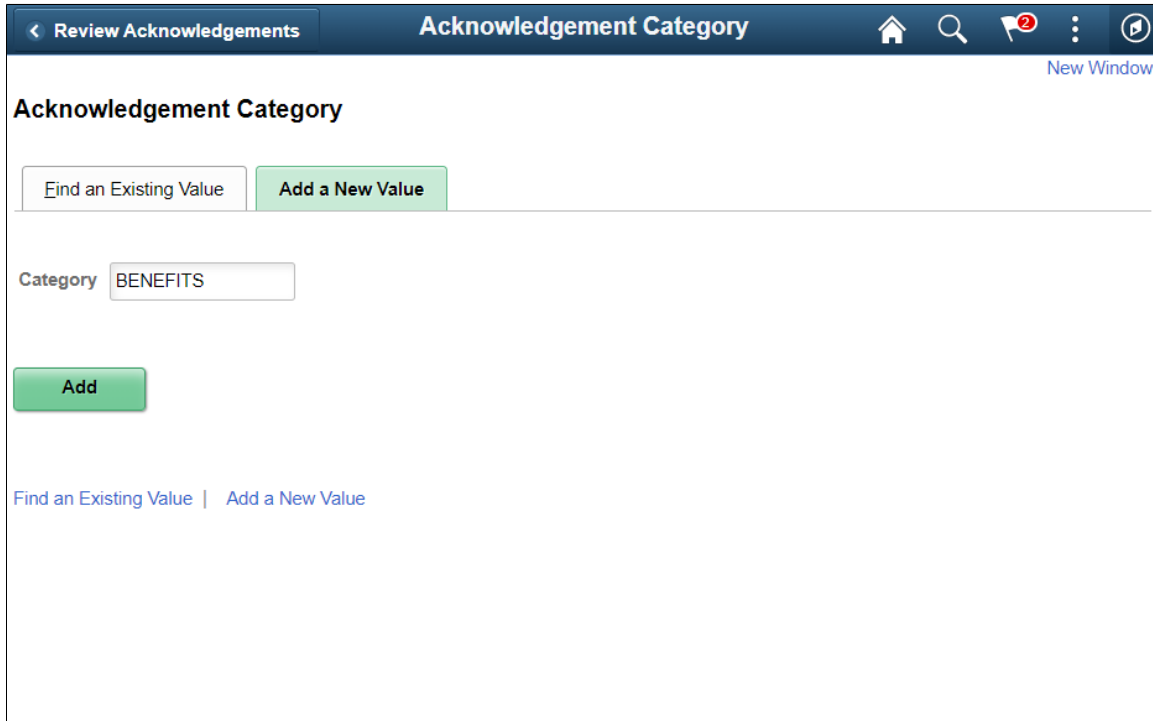 Review Acknowledgements Acknowledgement Category 2
New Window
Acknowledgement Category
Find an Existing Value Add a New Value
Category BENEFITS
Add
Find an Existing Value | Add a New Value